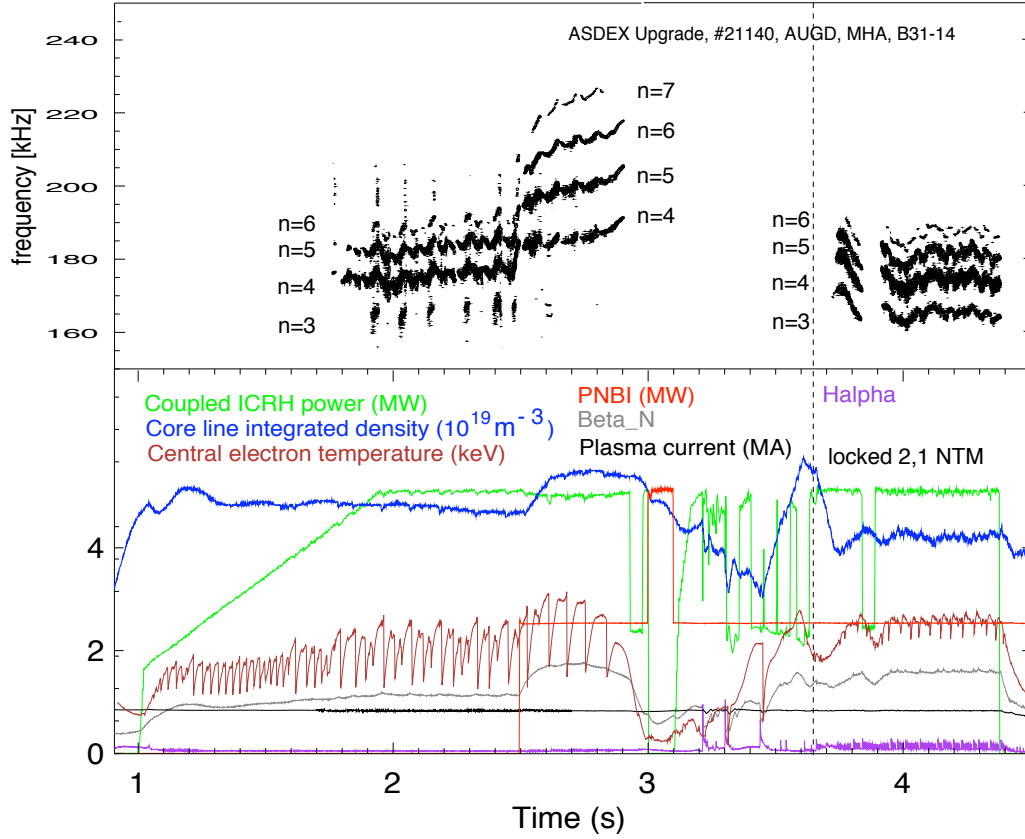 ASDEX Upgrade, #21140, AUGD, MHA, B31-14
240
220
200
180
160
frequency [kHz]
n=7
n=6
n=5
n=4
n=6
n=5
n=4
n=3
n=6
n=5
n=4
n=3
Coupled ICRH power (MW)
Core line integrated density (10^19 m^-3)
Central electron temperature (keV)
PNBI (MW)
Beta_N
Plasma current (MA)
Halpha
locked 2,1 NTM
4
2
0
1 2 3 4
Time (s)